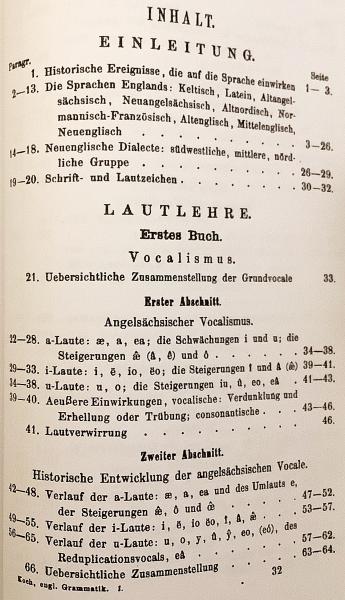 INHALT.
EINLEITUNG.
Paragr. Seite
1. Historische Ereignisse, die auf die Sprache einwirken 1— 3.
2—13. Die Sprachen Englands: Keltisch, Latein, Altangel-
sächsisch, Neuangelsächsisch, Altnordisch, Nor-
mannisch-Französisch, Altenglisch, Mittelenglisch,
Neuenglisch . . . . . . . . . . 3—26.
14—18. Neuenglische Dialecte: südwestliche, mittlere, nörd-
liche Gruppe . . . . . . . . . . 26—29.
19—20. Schrift- und Lautzeichen . . . . . . . . 30—32.
LAUTLEHRE.
Erstes Buch.
Vocalismus.
21. Uebersichtliche Zusammenstellung der Grundvocale 33.
Erster Abschnitt.
Angelsächsischer Vocalismus.
22—28. a-Laute: æ, a, ea; die Schwächungen i und u; die
Steigerungen æ̂ (â, ê) und ô . . . . . 34—38.
29—33. i-Laute: i, ë, io, ëo; die Steigerungen î und â (æ̂) 39—41.
34—38. u-Laute: u, o; die Steigerungen iu, û, eo, eâ . 41—43.
39—40. Aeußere Einwirkungen, vocalische: Verdunklung und
Erhellung oder Trübung; consonantische . . . 43—46.
41. Lautverwirrung . . . . . . . . . 46.
Zweiter Abschnitt.
Historische Entwicklung der angelsächsischen Vocale.
42—48. Verlauf der a-Laute: æ, a, ea und des Umlauts e,
der Steigerungen æ̂, ô und œ̂ . . . . . 47—52.
49—55. Verlauf der i-Laute: i, ë, io ëo, î, â, æ̂ . . 53—57.
56—65. Verlauf der u-Laute: u, o, y, û, ŷ, eo, (eó), des
Reduplicationsvocals, eâ . . . . . . 57—62.
66. Uebersichtliche Zusammenstellung . . . . . 63—64.
Koch, engl. Grammatik. I. 32